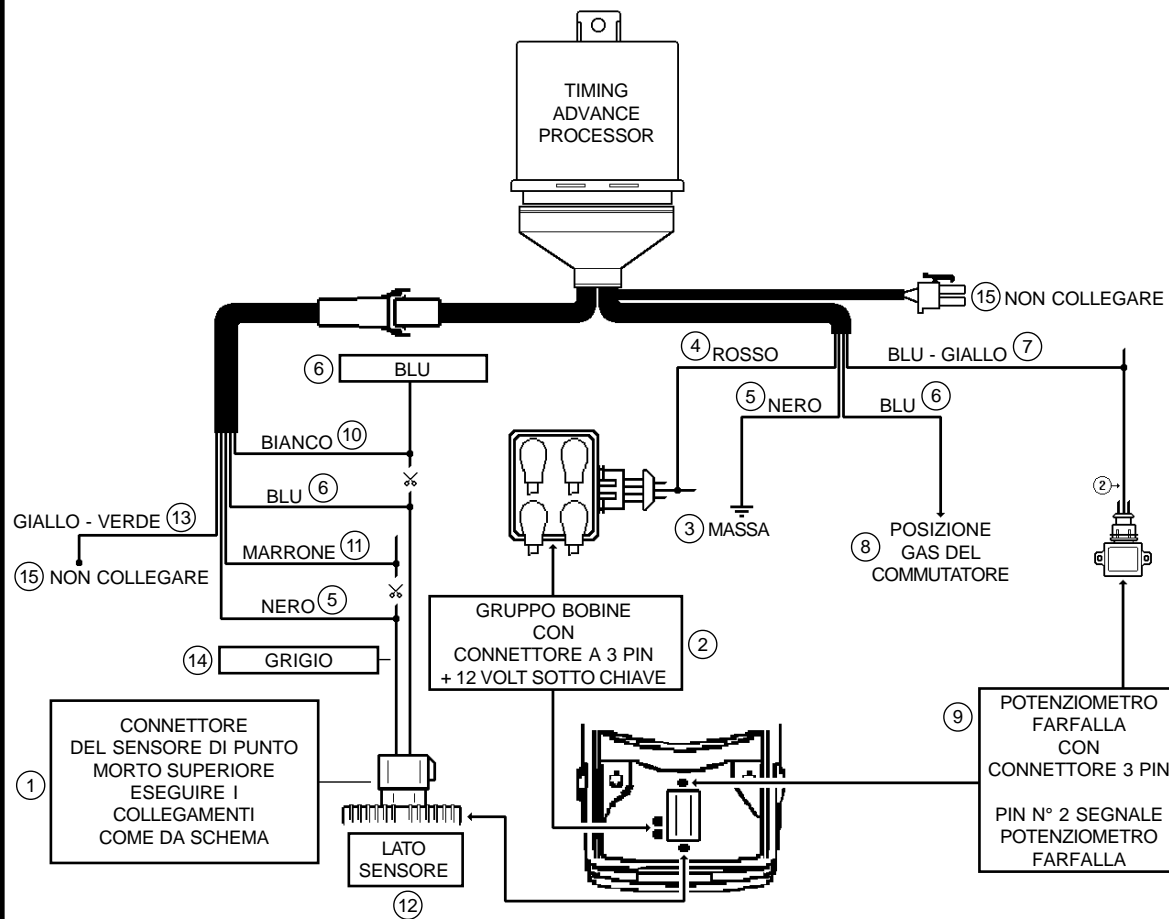 TIMING
ADVANCE
PROCESSOR
15 NON COLLEGARE
4 ROSSO
BLU - GIALLO 7
6 BLU
5 NERO
BLU 6
BIANCO 10
BLU 6
GIALLO - VERDE 13
MARRONE 11
15 NON COLLEGARE
NERO 5
14 GRIGIO
3 MASSA
8 POSIZIONE
GAS DEL
COMMUTATORE
2
GRUPPO BOBINE
CON
CONNETTORE A 3 PIN
+ 12 VOLT SOTTO CHIAVE
2
1
CONNETTORE
DEL SENSORE DI PUNTO
MORTO SUPERIORE
ESEGUIRE I
COLLEGAMENTI
COME DA SCHEMA
LATO
SENSORE
12
9
POTENZIOMETRO
FARFALLA
CON
CONNETTORE 3 PIN
PIN N° 2 SEGNALE
POTENZIOMETRO
FARFALLA